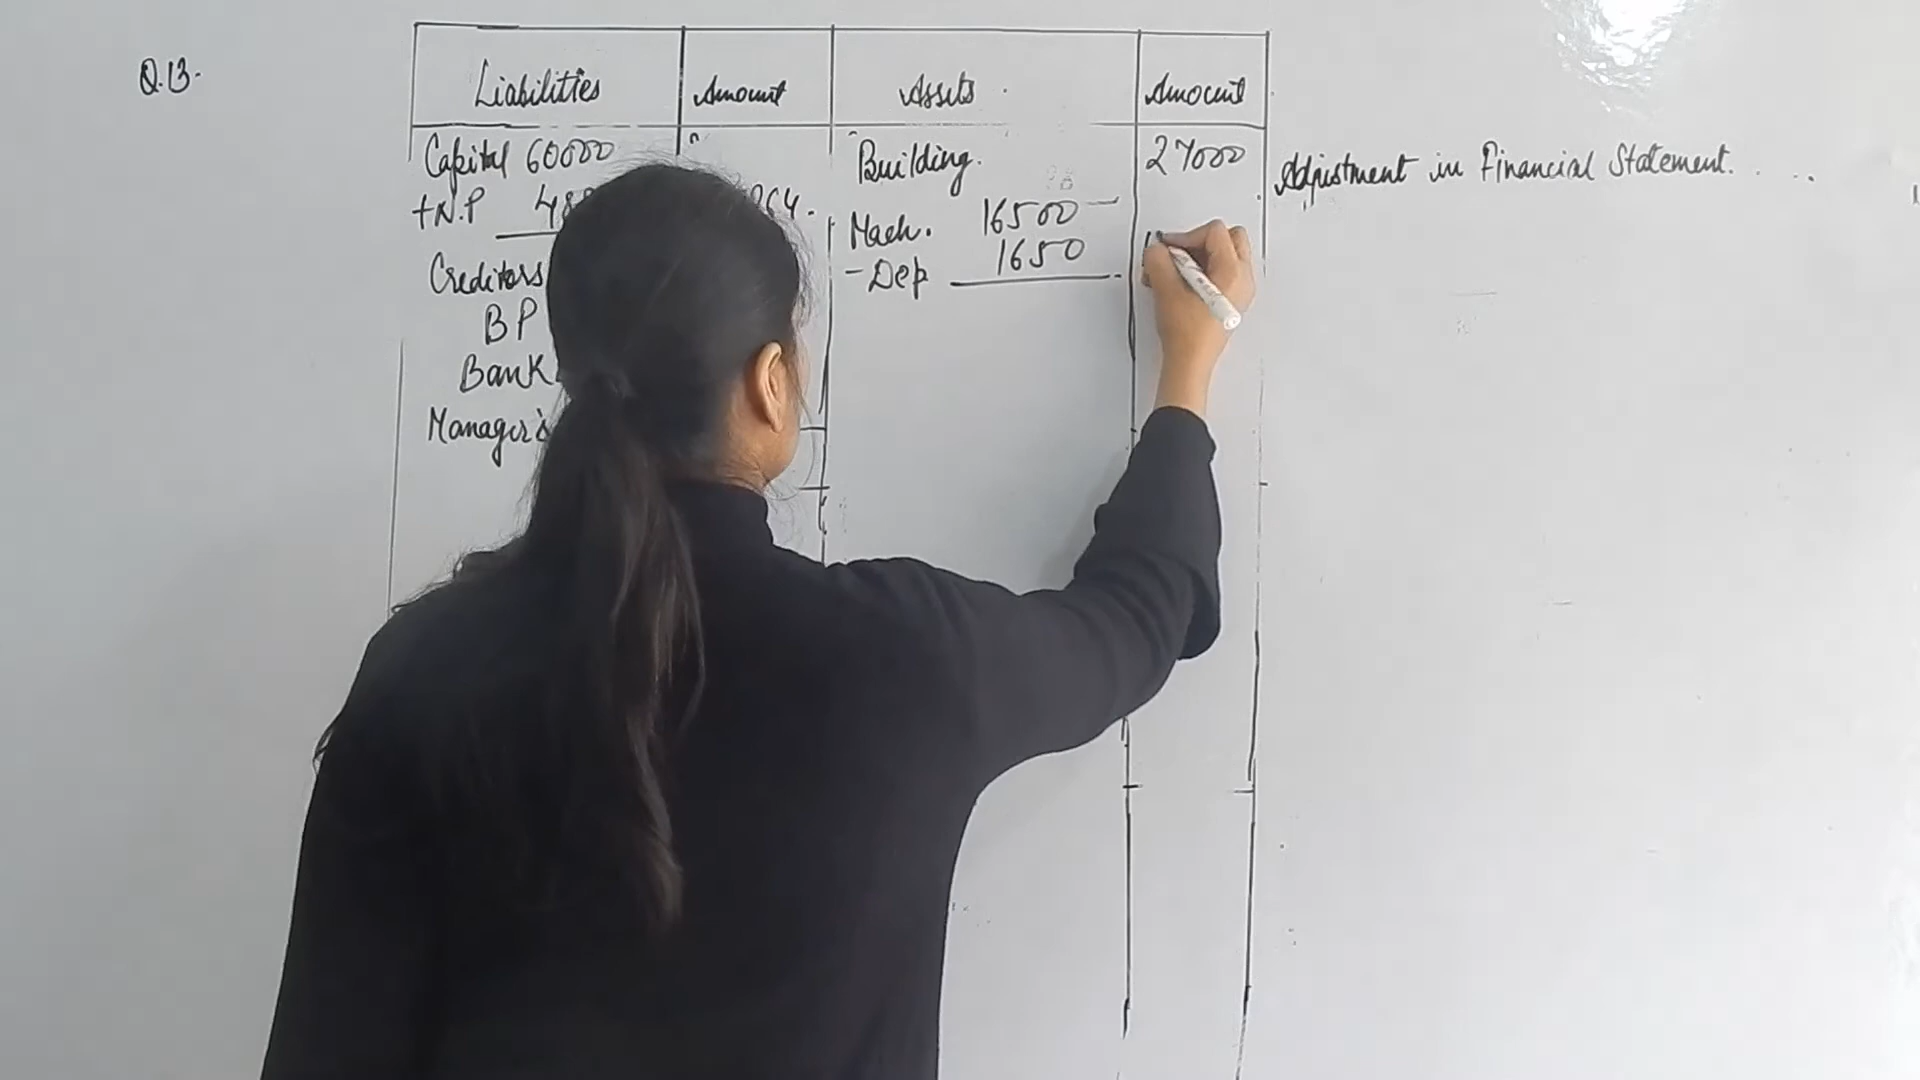 Q.13.
Liabilities Amount Assets Amount
Capital 60000 Building. 27000
+N.P Mach. 16500
Creditors -Dep 1650
BP
Bank
Manager's
Adjustment in Financial Statement. . ..